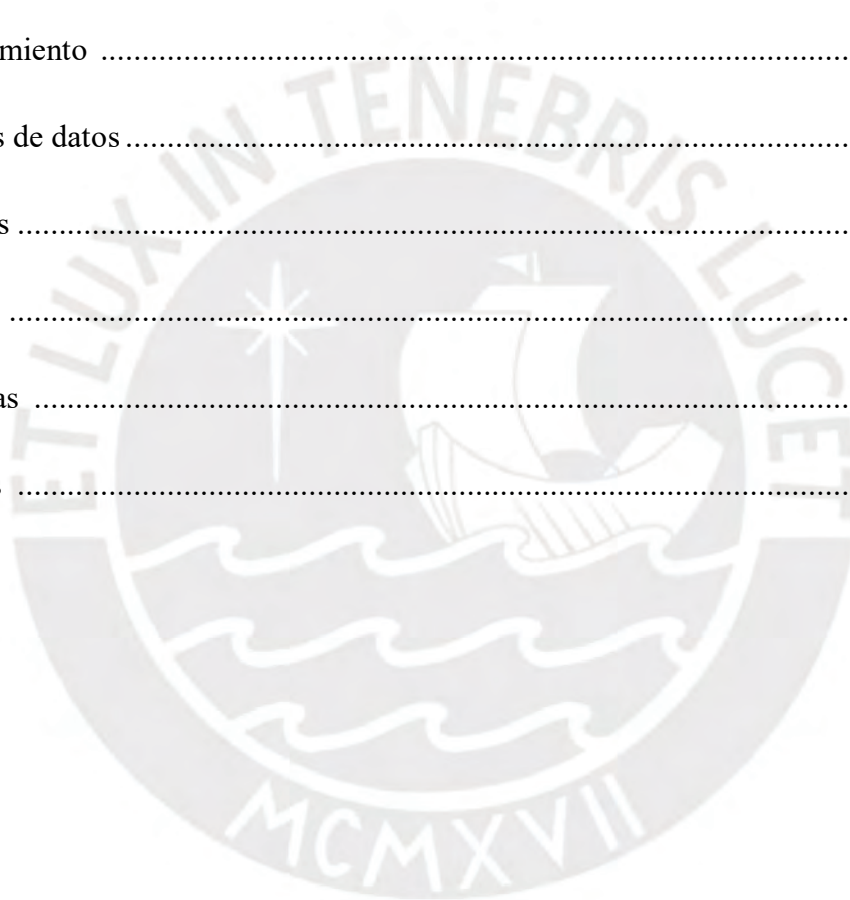 miento ........................................................................................
s de datos ........................................................................................
s ........................................................................................
........................................................................................
as ........................................................................................
s ........................................................................................
ET LUX IN TENEBRIS LUCET
MCMXVII